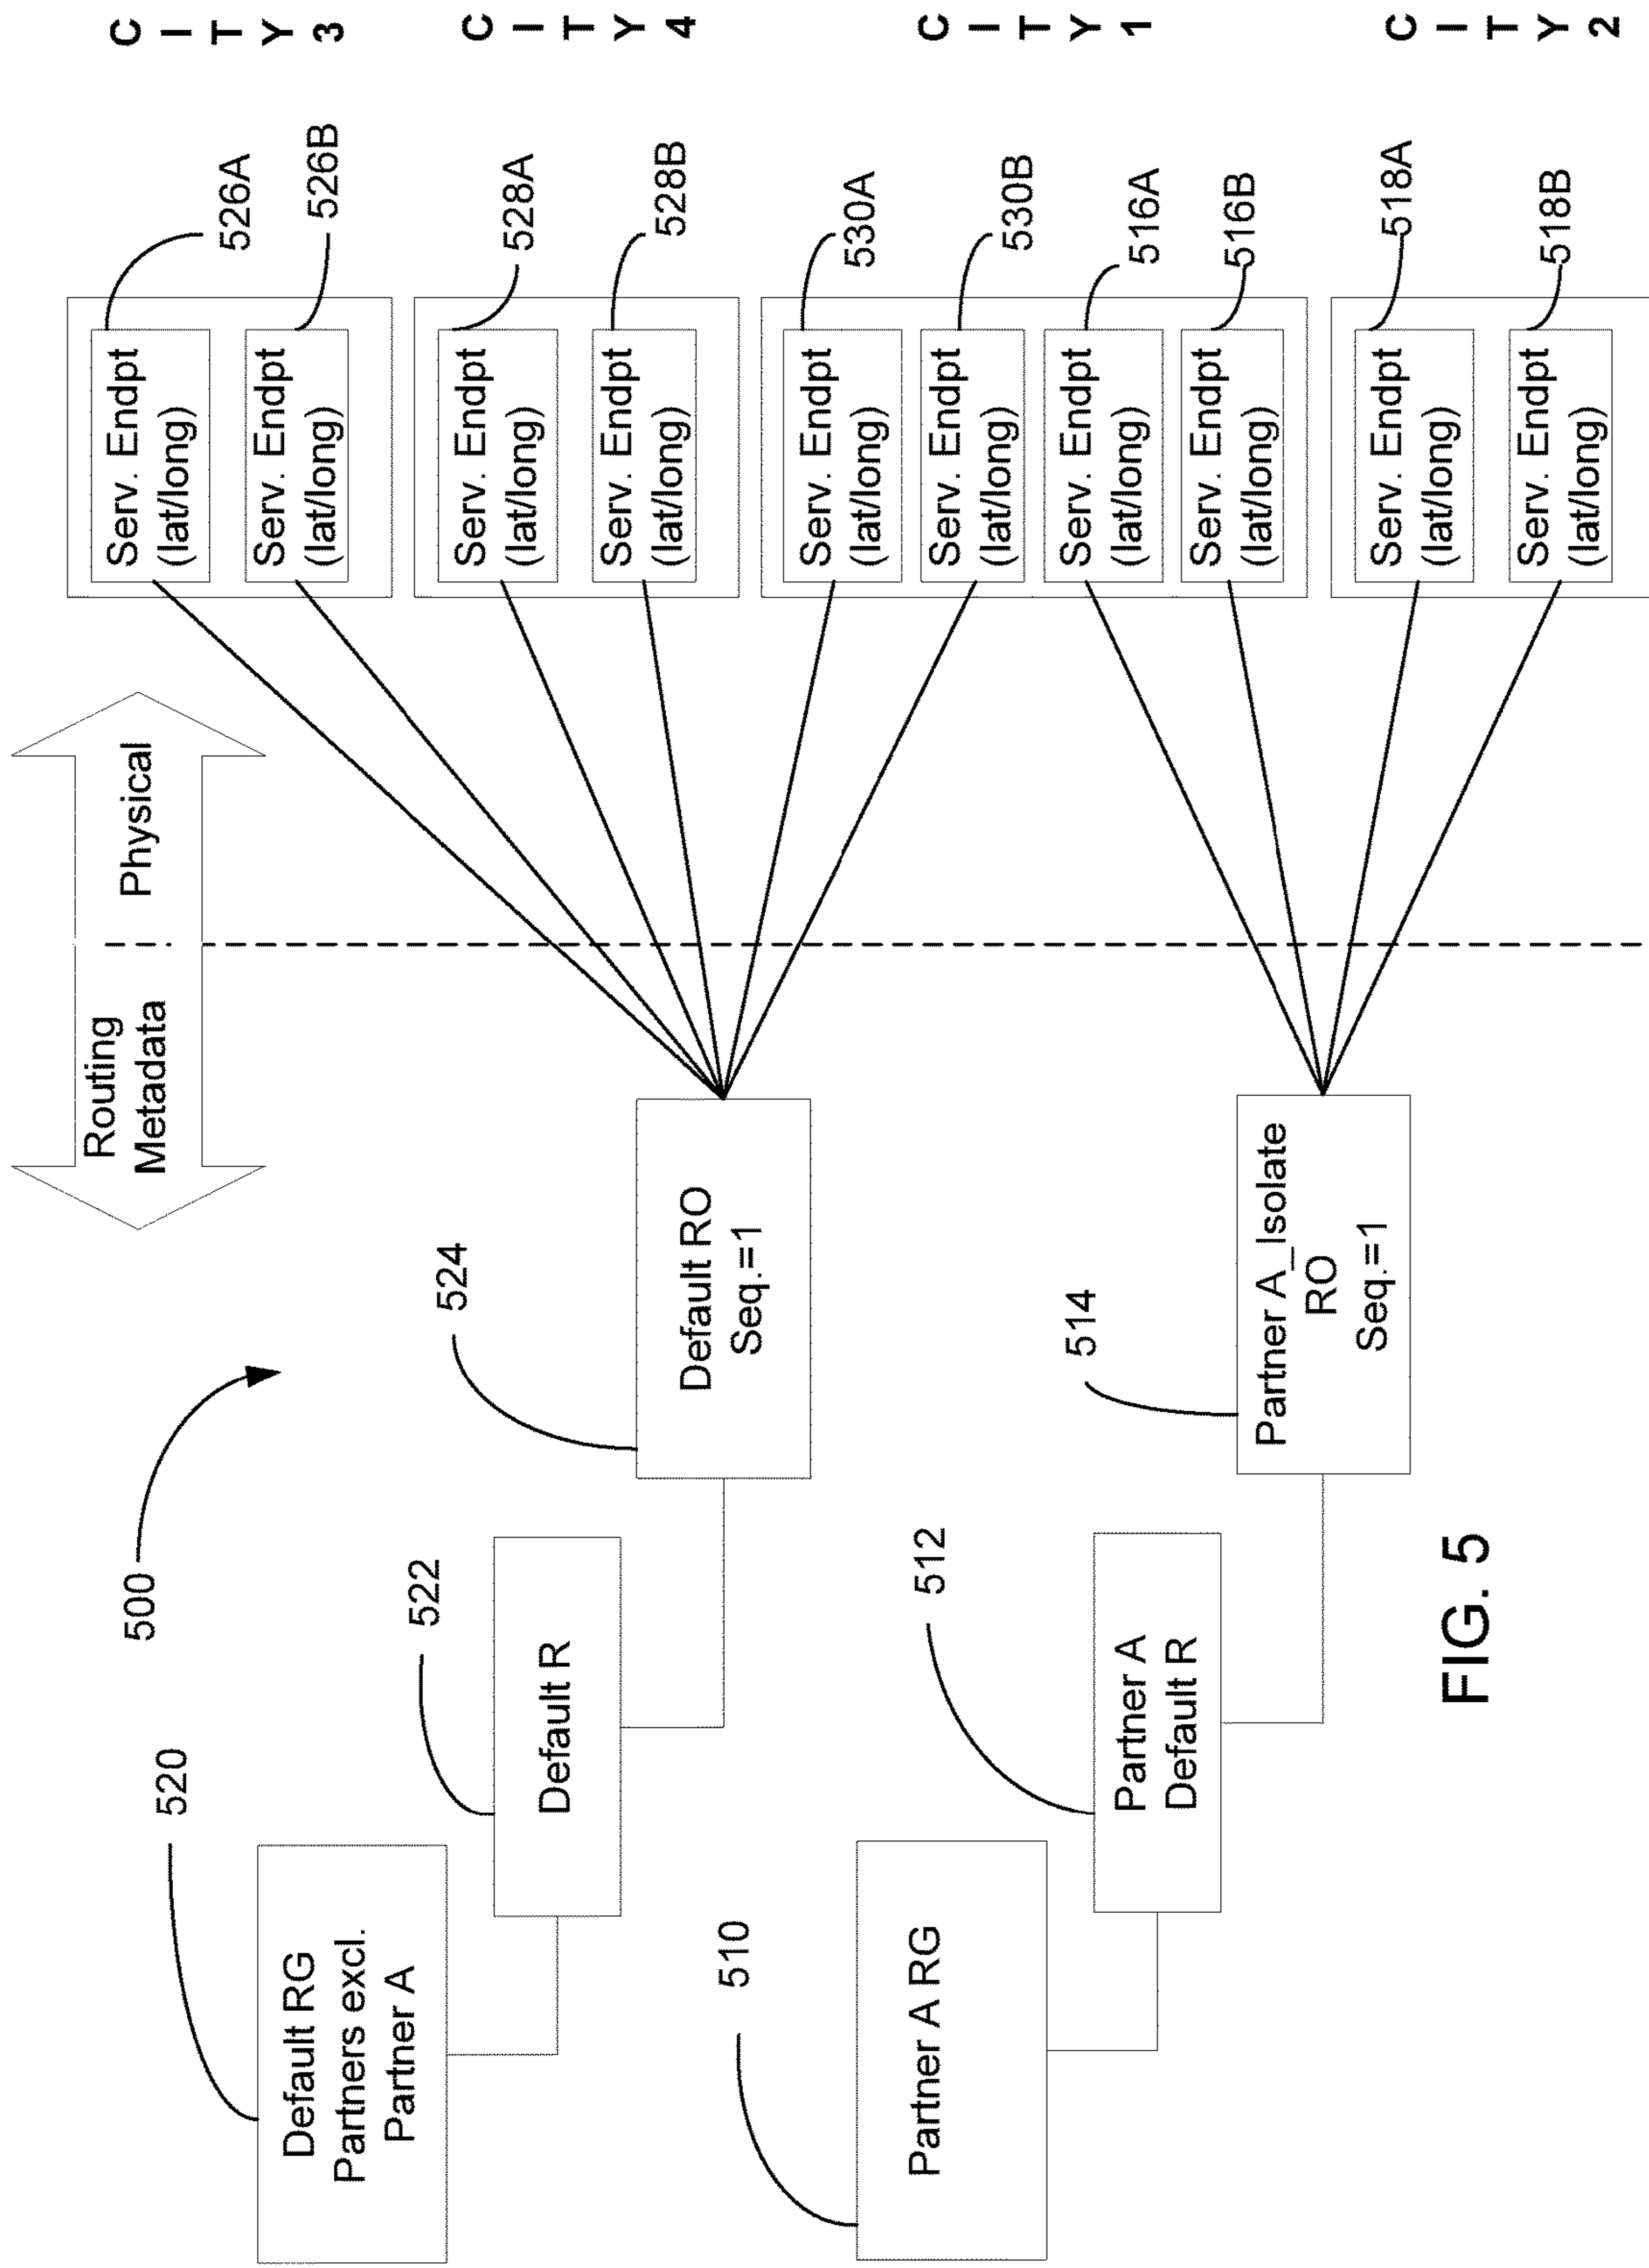 500
Routing
Metadata
Physical
520
Default RG
Partners excl.
Partner A
522
Default R
524
Default RO
Seq.=1
510
Partner A RG
512
Partner A
Default R
514
Partner A_Isolate
RO
Seq.=1
Serv. Endpt
(lat/long)
526A
Serv. Endpt
(lat/long)
526B
CITY 3
Serv. Endpt
(lat/long)
528A
Serv. Endpt
(lat/long)
528B
CITY 4
Serv. Endpt
(lat/long)
530A
Serv. Endpt
(lat/long)
530B
Serv. Endpt
(lat/long)
516A
Serv. Endpt
(lat/long)
516B
CITY 1
Serv. Endpt
(lat/long)
518A
Serv. Endpt
(lat/long)
518B
CITY 2
FIG. 5